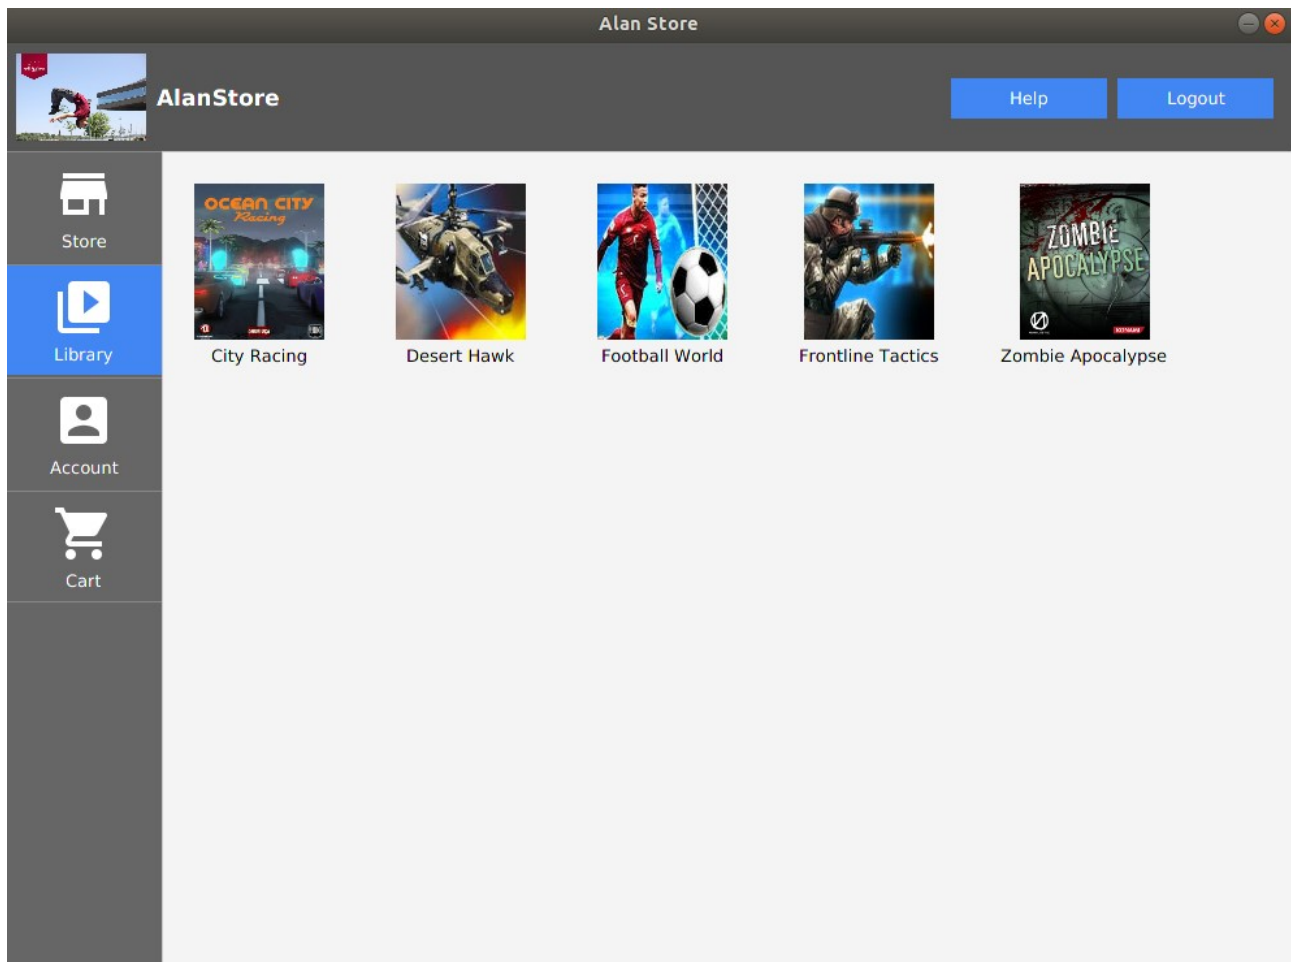 Alan Store
AlanStore
Help
Logout
Store
Library
Account
Cart
OCEAN CITY
Racing
City Racing
Desert Hawk
Football World
Frontline Tactics
ZOMBIE
APOCALYPSE
KONAMI
Zombie Apocalypse